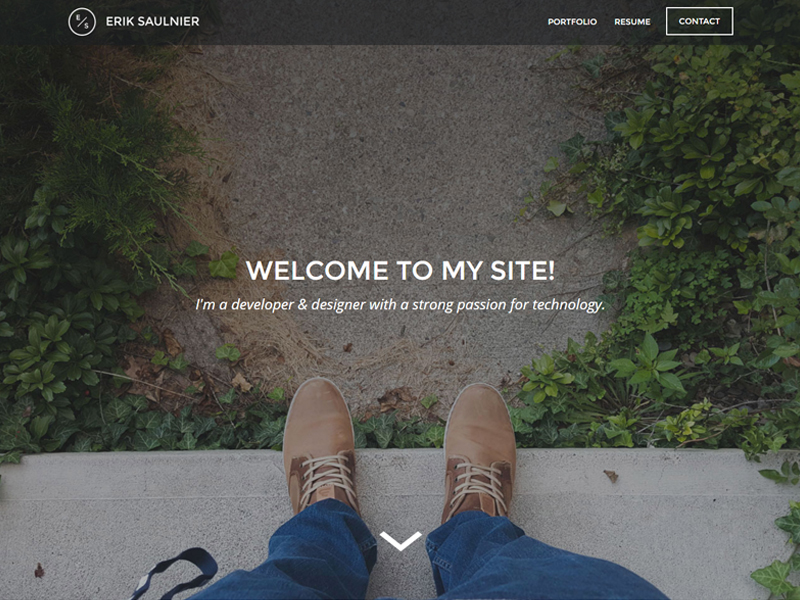 E
S
ERIK SAULNIER
PORTFOLIO
RESUME
CONTACT
WELCOME TO MY SITE!
I'm a developer & designer with a strong passion for technology.